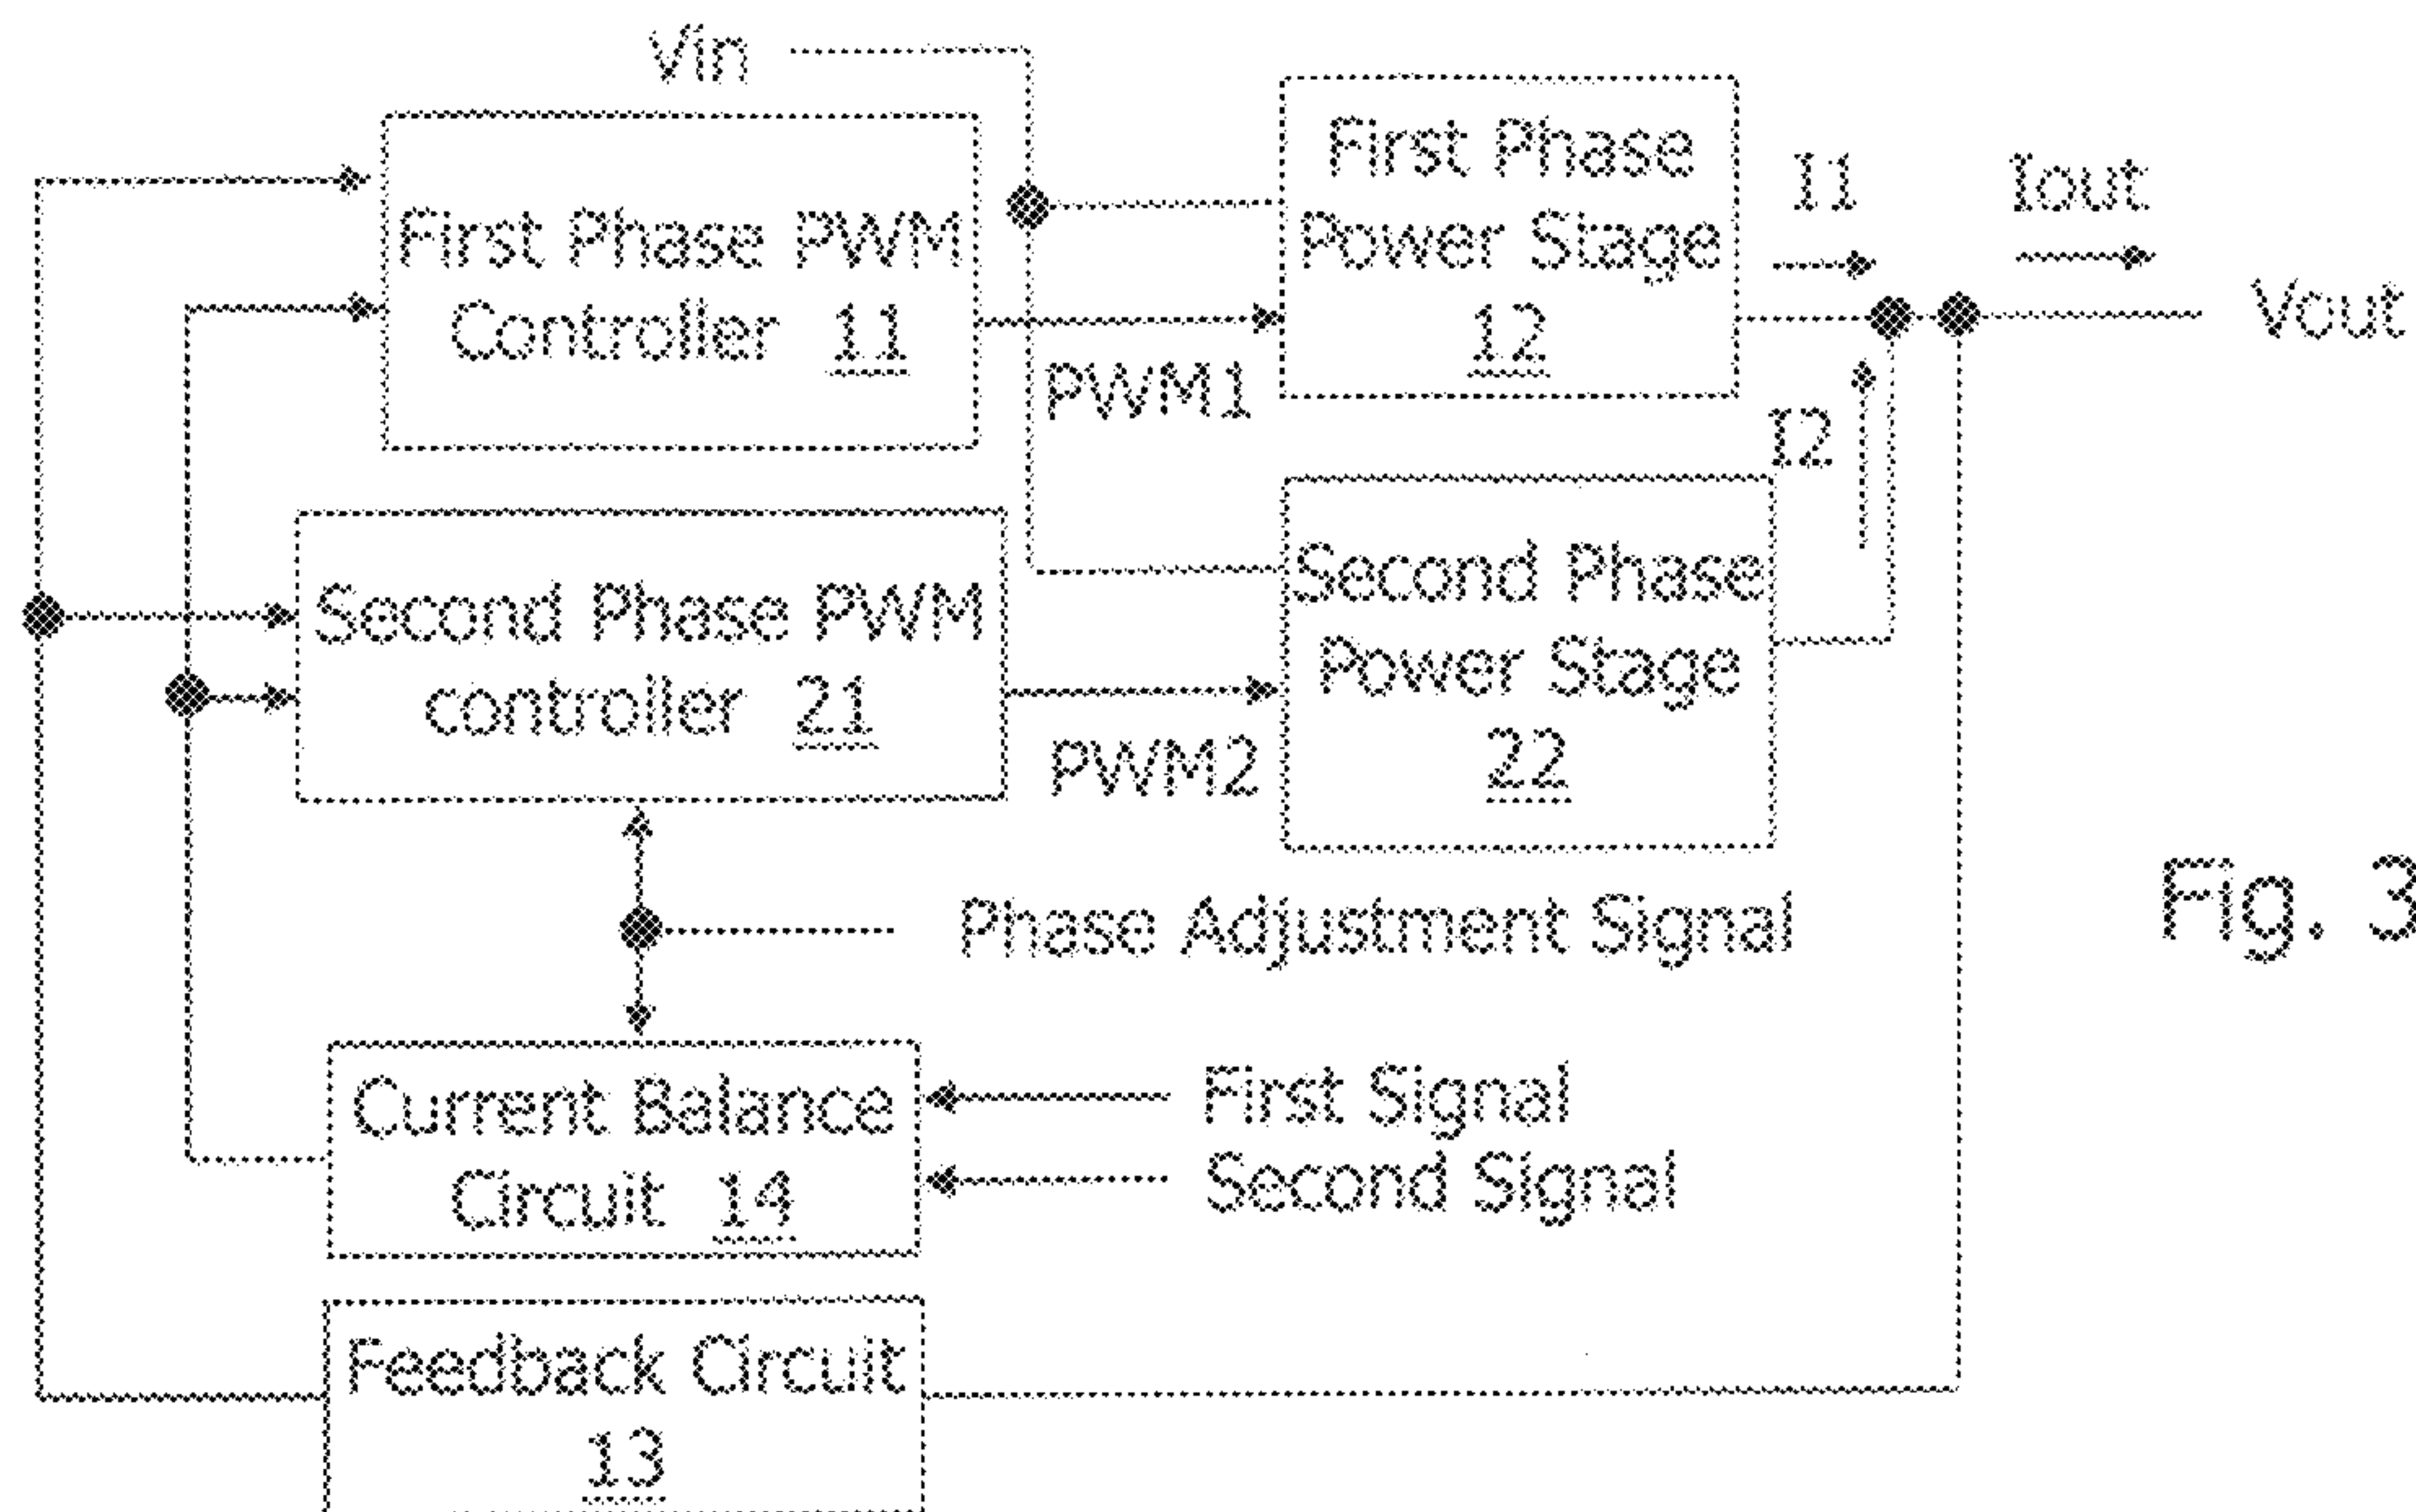 Vin
First Phase PWM
Controller 11
First Phase
Power Stage
12
I1
Iout
Vout
PWM1
I2
Second Phase PWM
controller 21
Second Phase
Power Stage
22
PWM2
Phase Adjustment Signal
Fig. 3
Current Balance
Circuit 14
First Signal
Second Signal
Feedback Circuit
13